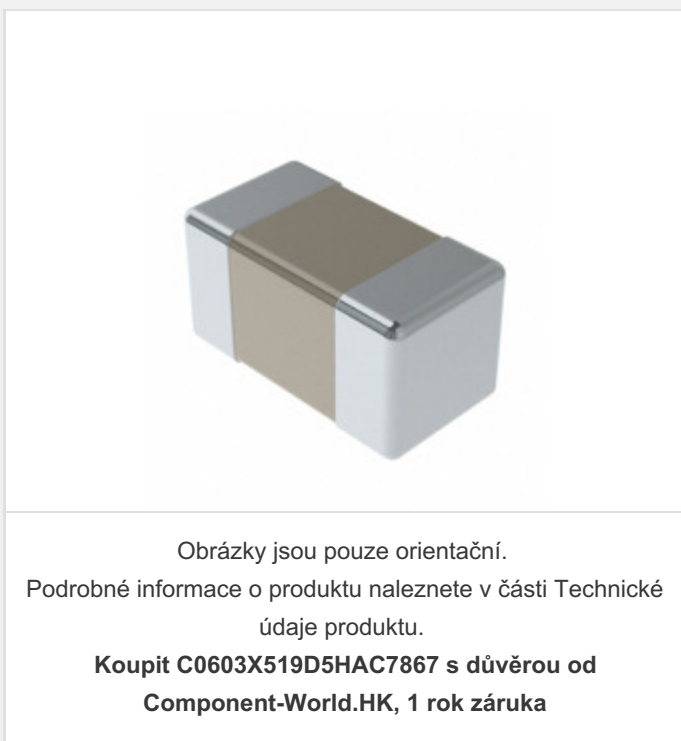 Obrázky jsou pouze orientační.
Podrobné informace o produktu naleznete v části Technické
údaje produktu.
Koupit C0603X519D5HAC7867 s důvěrou od
Component-World.HK, 1 rok záruka